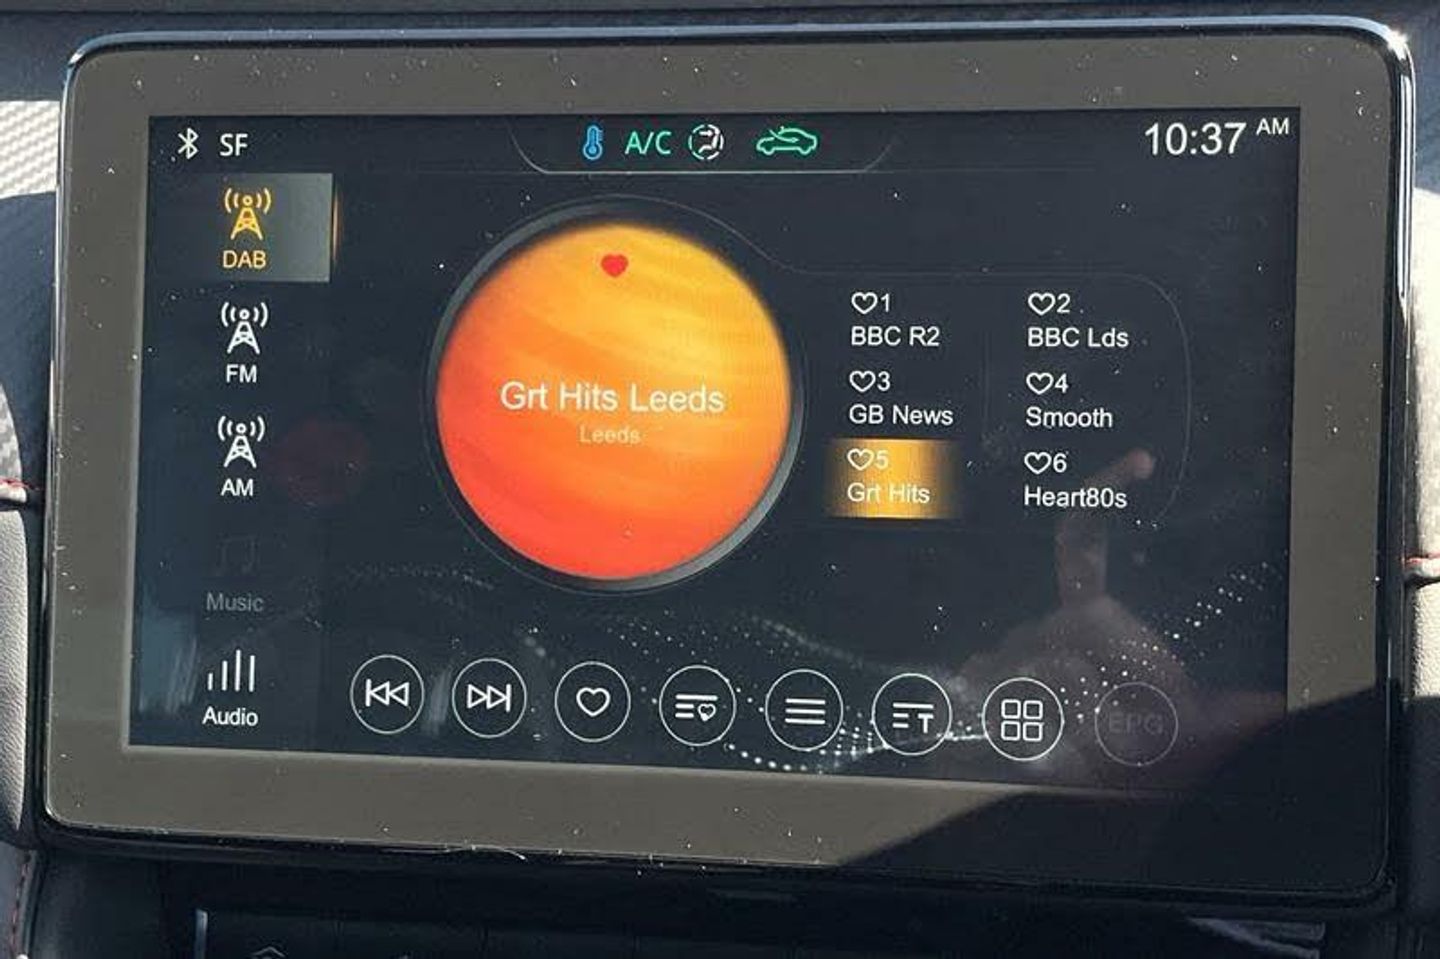 SF
A/C
10:37 AM
DAB
FM
AM
Music
Audio
Grt Hits Leeds
Leeds
1
BBC R2
2
BBC Lds
3
GB News
4
Smooth
5
Grt Hits
6
Heart80s
T
EPG